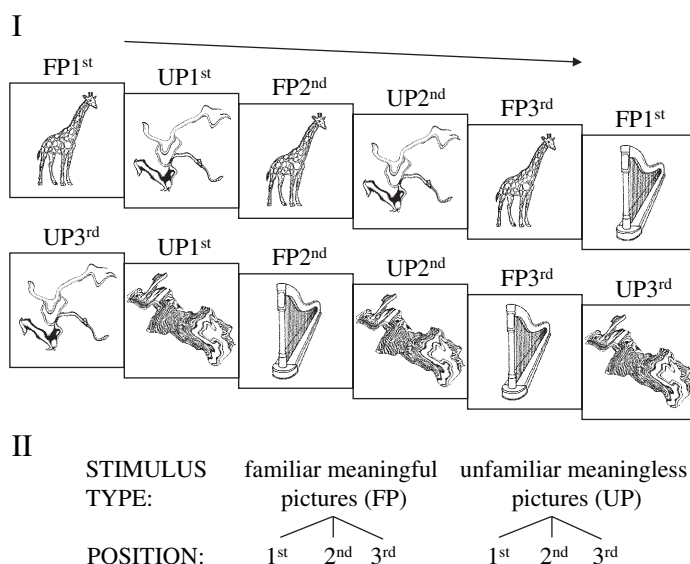 I
FP1st UP1st FP2nd UP2nd FP3rd FP1st
UP3rd UP1st FP2nd UP2nd FP3rd UP3rd
II
STIMULUS familiar meaningful unfamiliar meaningless
TYPE: pictures (FP) pictures (UP)
POSITION: 1st 2nd 3rd 1st 2nd 3rd